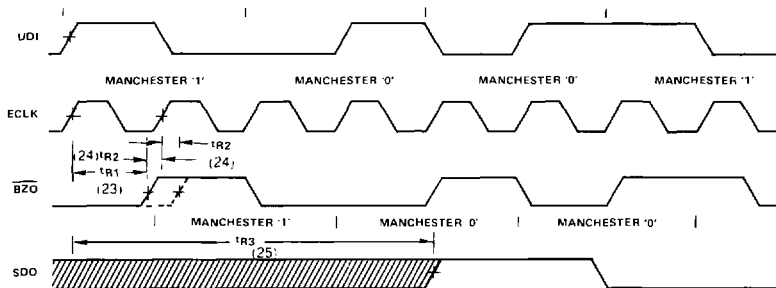 UDI
MANCHESTER '1' MANCHESTER '0' MANCHESTER '0' MANCHESTER '1'
ECLK
tR2
(24) tR2 (24)
tR1
(23)
BZO
MANCHESTER '1' MANCHESTER '0' MANCHESTER '0'
tR3
(25)
SDO